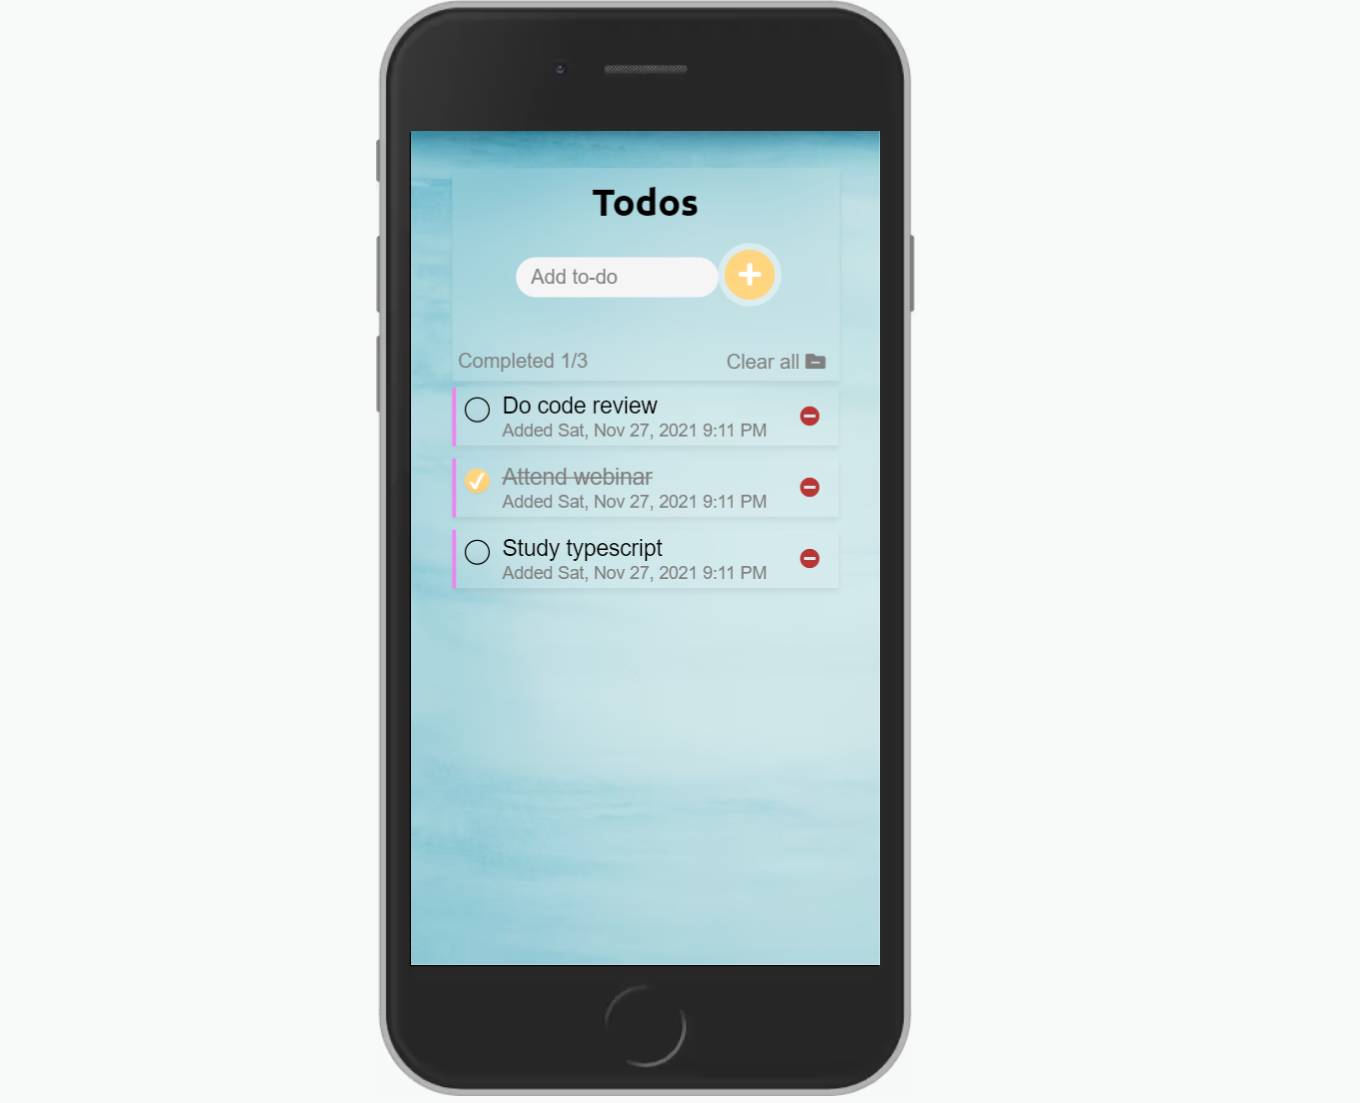 Todos
Add to-do
Completed 1/3 Clear all
Do code review
Added Sat, Nov 27, 2021 9:11 PM
Attend webinar
Added Sat, Nov 27, 2021 9:11 PM
Study typescript
Added Sat, Nov 27, 2021 9:11 PM